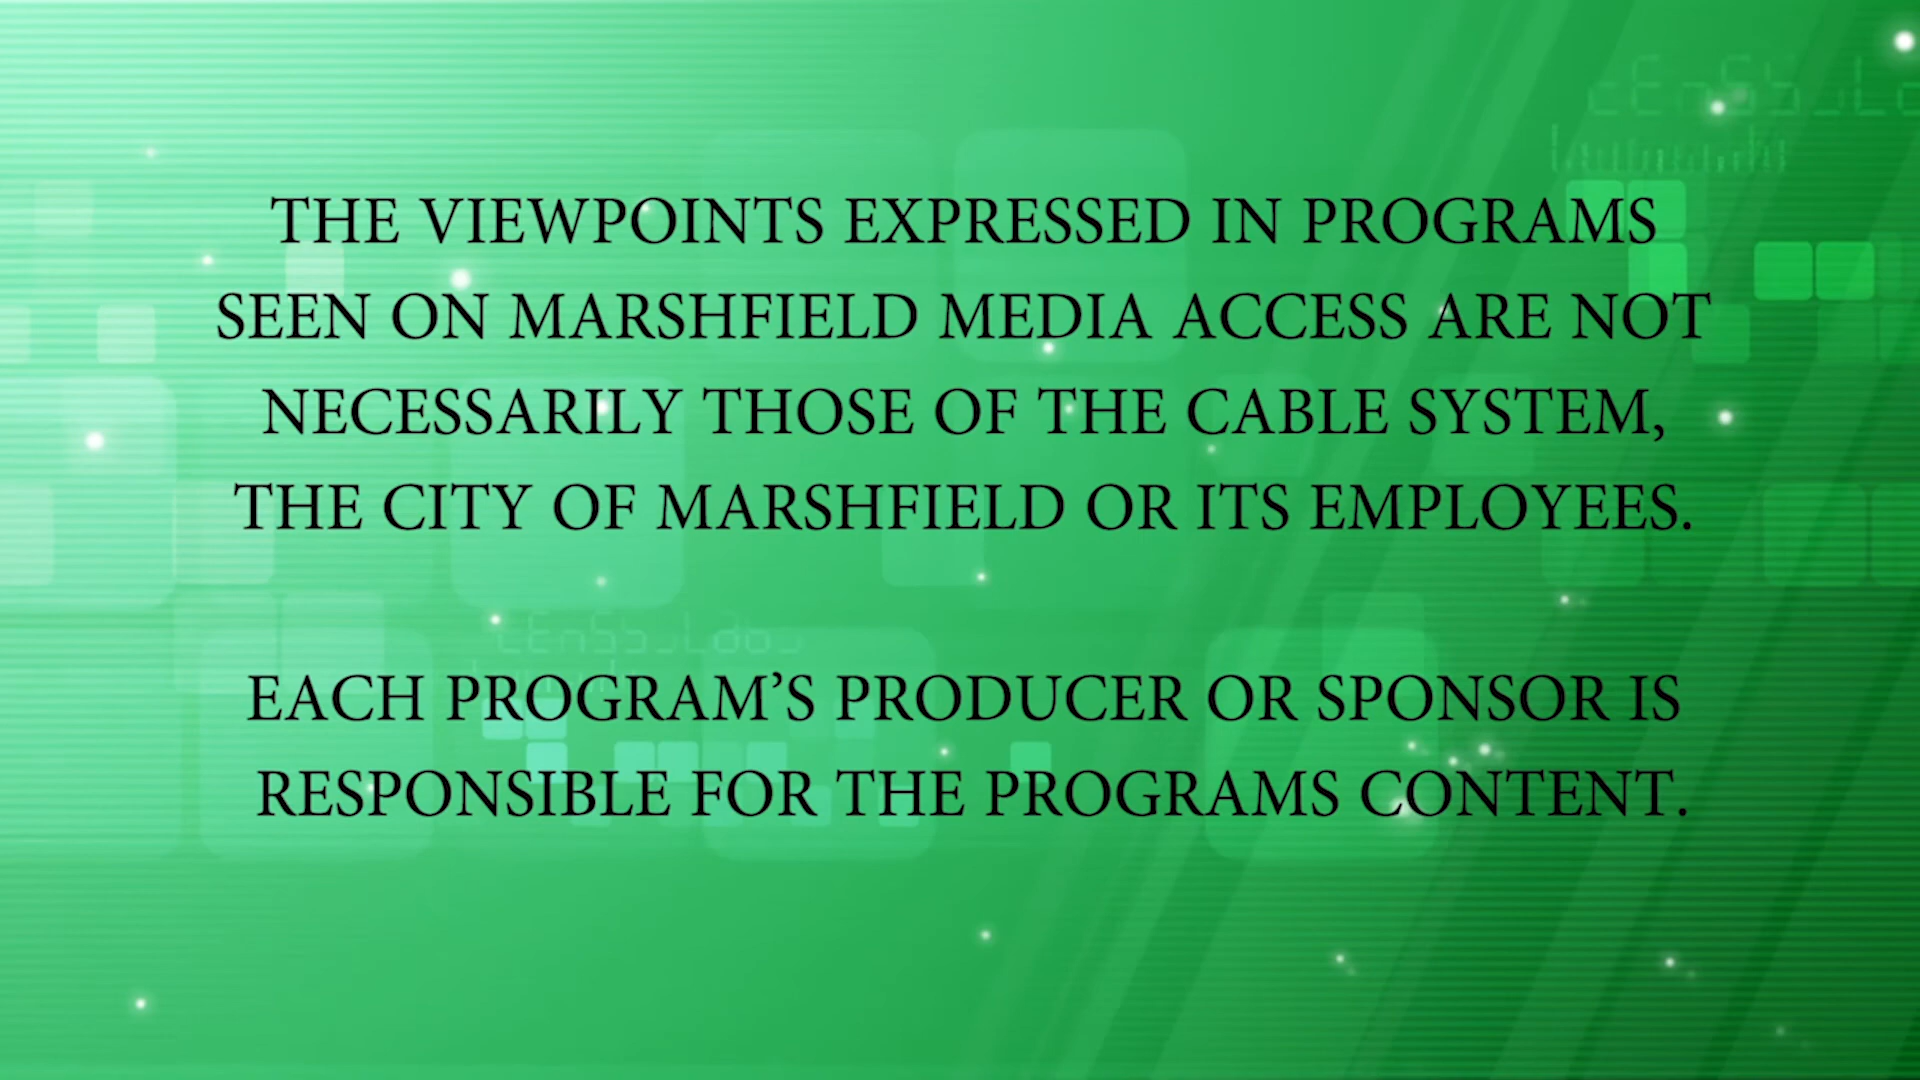 THE VIEWPOINTS EXPRESSED IN PROGRAMS
SEEN ON MARSHFIELD MEDIA ACCESS ARE NOT
NECESSARILY THOSE OF THE CABLE SYSTEM,
THE CITY OF MARSHFIELD OR ITS EMPLOYEES.
EACH PROGRAM’S PRODUCER OR SPONSOR IS
RESPONSIBLE FOR THE PROGRAMS CONTENT.